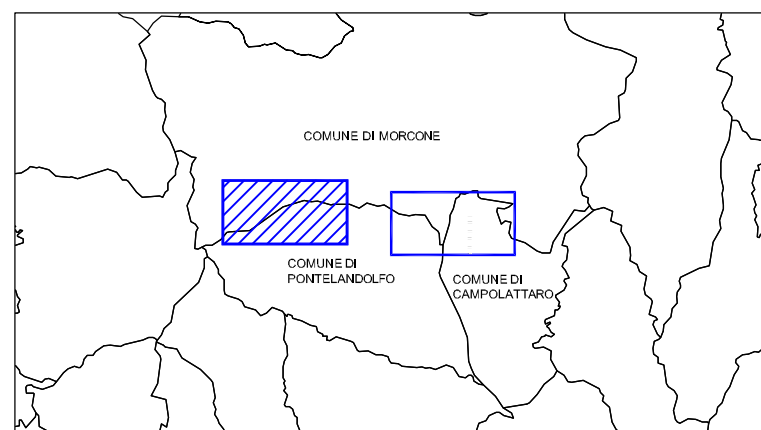 COMUNE DI MORCONE
COMUNE DI
PONTELANDOLFO
COMUNE DI
CAMPOLATTARO